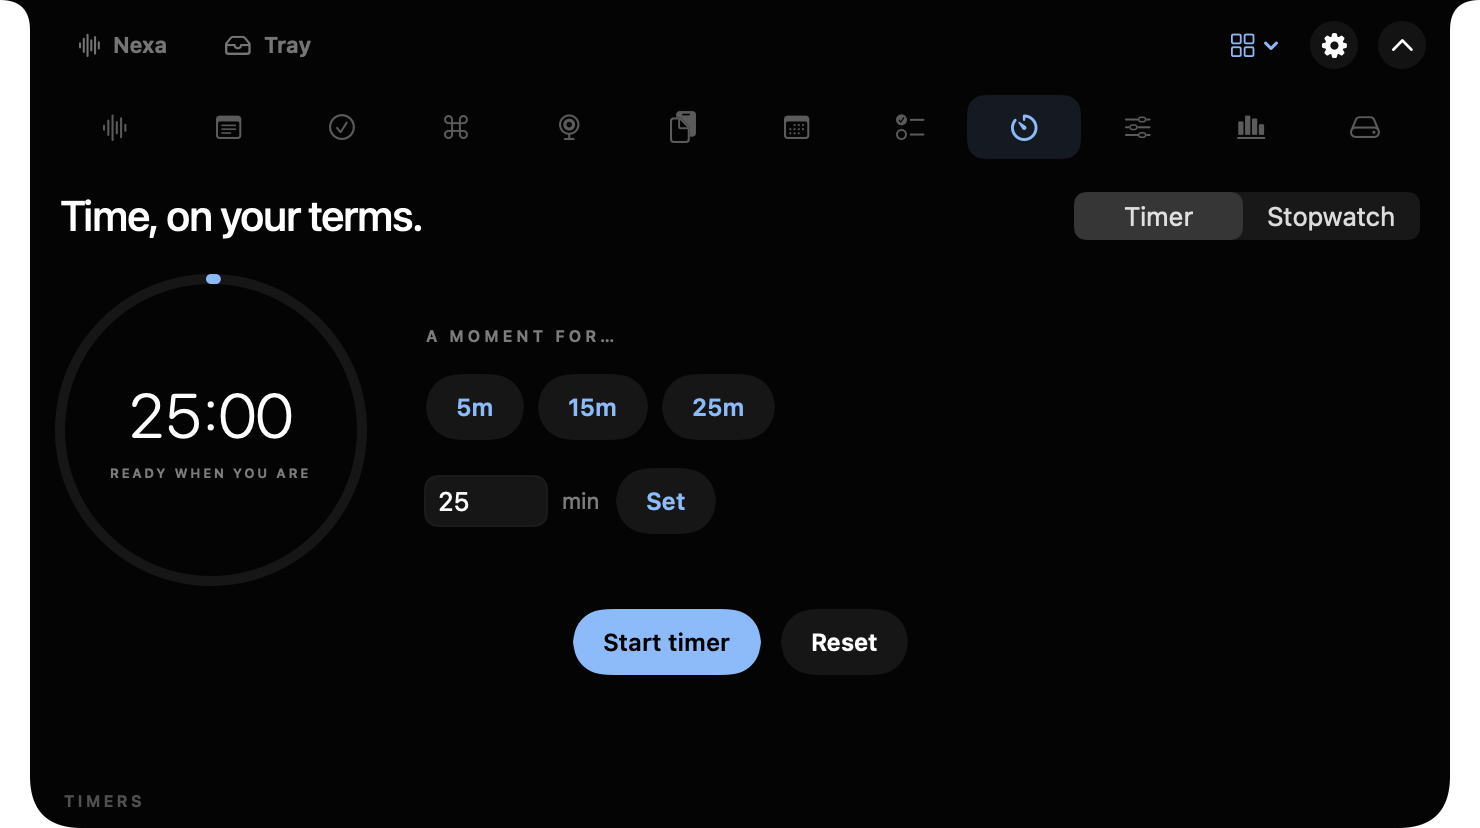 Nexa
Tray
Time, on your terms.
Timer
Stopwatch
A MOMENT FOR…
5m
15m
25m
25:00
READY WHEN YOU ARE
25
min
Set
Start timer
Reset
TIMERS